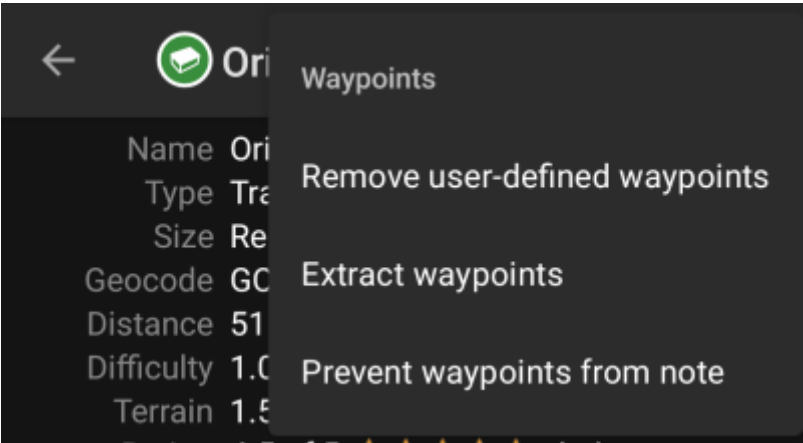 Ori
Waypoints
Name Ori
Remove user-defined waypoints
Type Tra
Size Re
Geocode GC
Extract waypoints
Distance 51
Difficulty 1.0
Prevent waypoints from note
Terrain 1.5